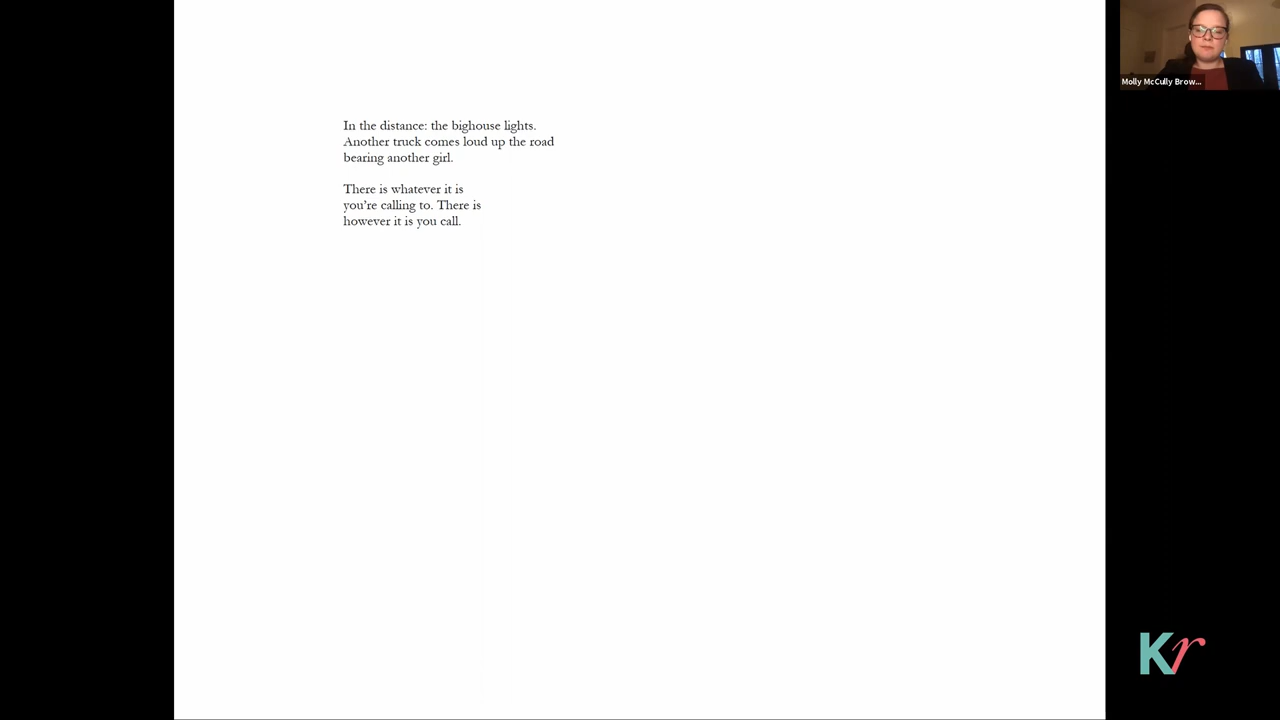 In the distance: the bighouse lights.
Another truck comes loud up the road
bearing another girl.
There is whatever it is
you’re calling to. There is
however it is you call.
Molly McCully Brow...
Kr